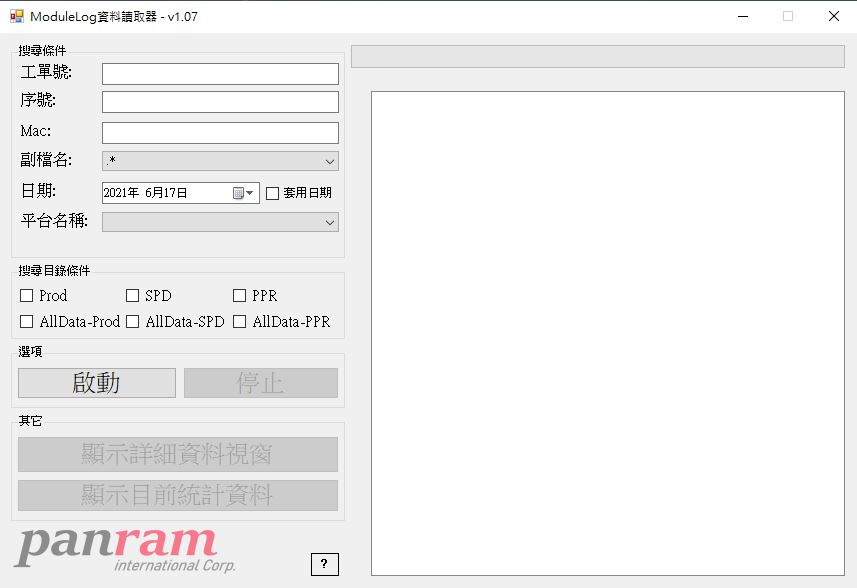 ModuleLog資料讀取器 - v1.07
搜尋條件
工單號:
序號:
Mac:
副檔名: .*
日期: 2021年 6月17日 套用日期
平台名稱:
搜尋目錄條件
Prod SPD PPR
AllData-Prod AllData-SPD AllData-PPR
選項
啟動 停止
其它
顯示詳細資料視窗
顯示目前統計資料
panram
international Corp.
?